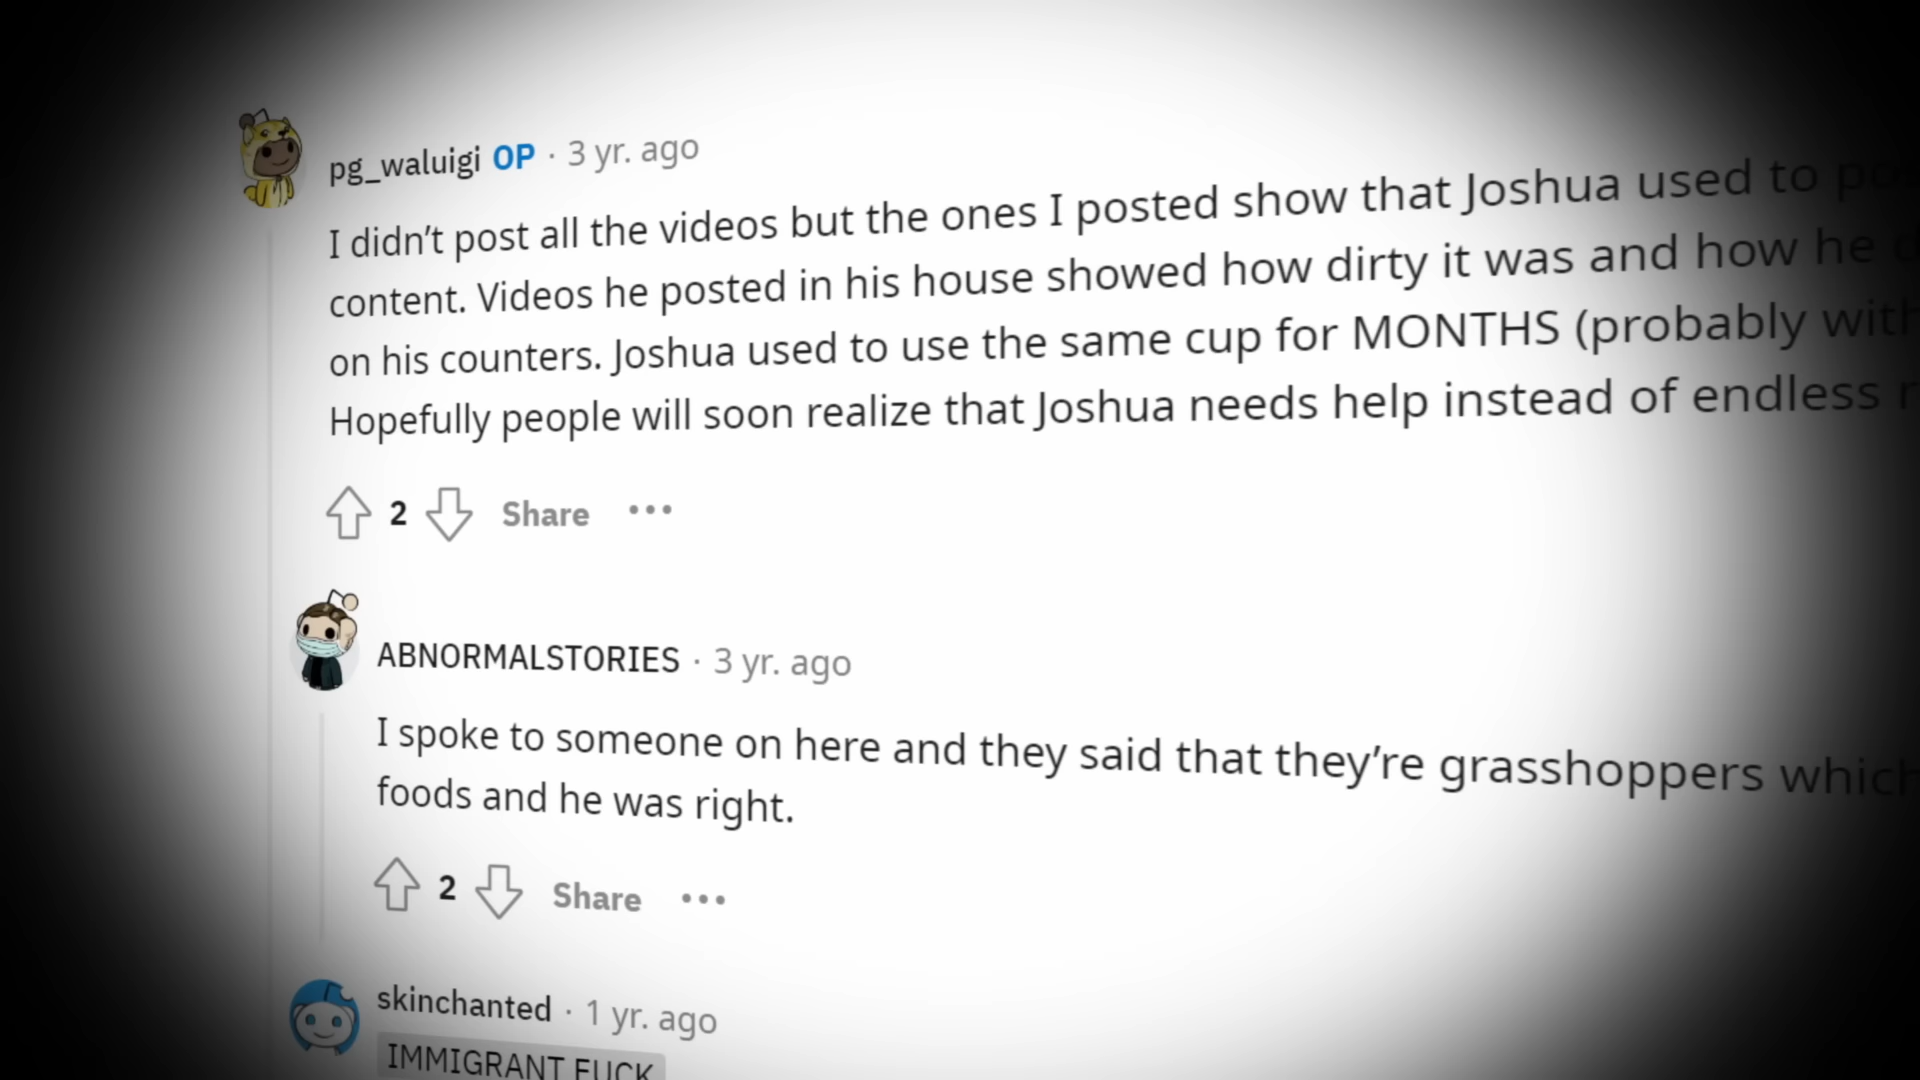 pg_waluigi OP · 3 yr. ago
I didn’t post all the videos but the ones I posted show that Joshua used to
content. Videos he posted in his house showed how dirty it was and how he
on his counters. Joshua used to use the same cup for MONTHS (probably with
Hopefully people will soon realize that Joshua needs help instead of endless
2 Share ···
ABNORMALSTORIES · 3 yr. ago
I spoke to someone on here and they said that they’re grasshoppers which
foods and he was right.
2 Share ···
skinchanted · 1 yr. ago
IMMIGRANT FUCK